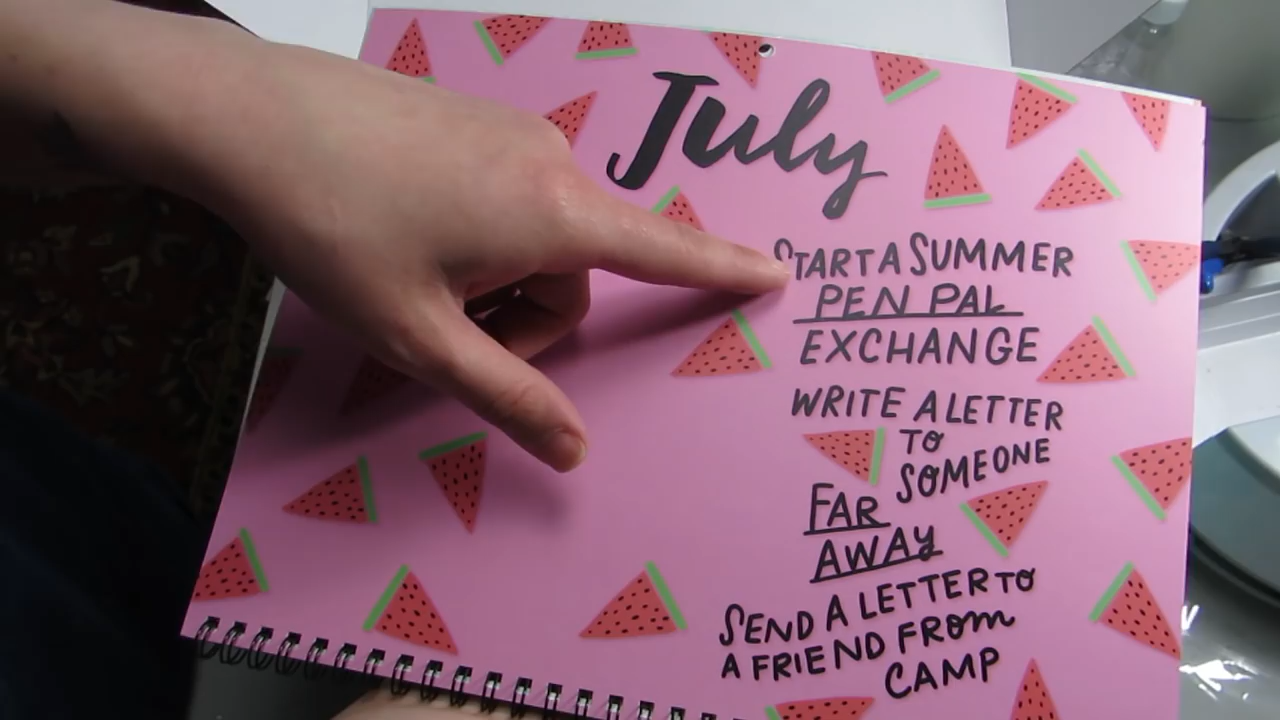 July
START A SUMMER
PEN PAL
EXCHANGE
WRITE A LETTER
TO
SOMEONE
FAR
AWAY
SEND A LETTER TO
A FRIEND FROM
CAMP